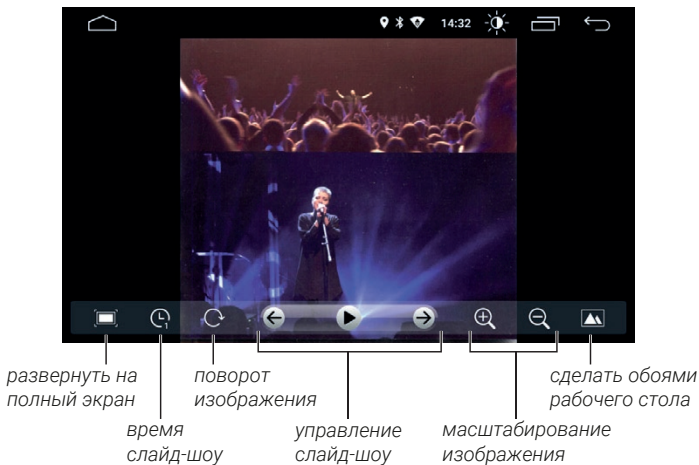 14:32
1
развернуть на
полный экран
поворот
изображения
сделать обоями
рабочего стола
время
слайд-шоу
управление
слайд-шоу
масштабирование
изображения